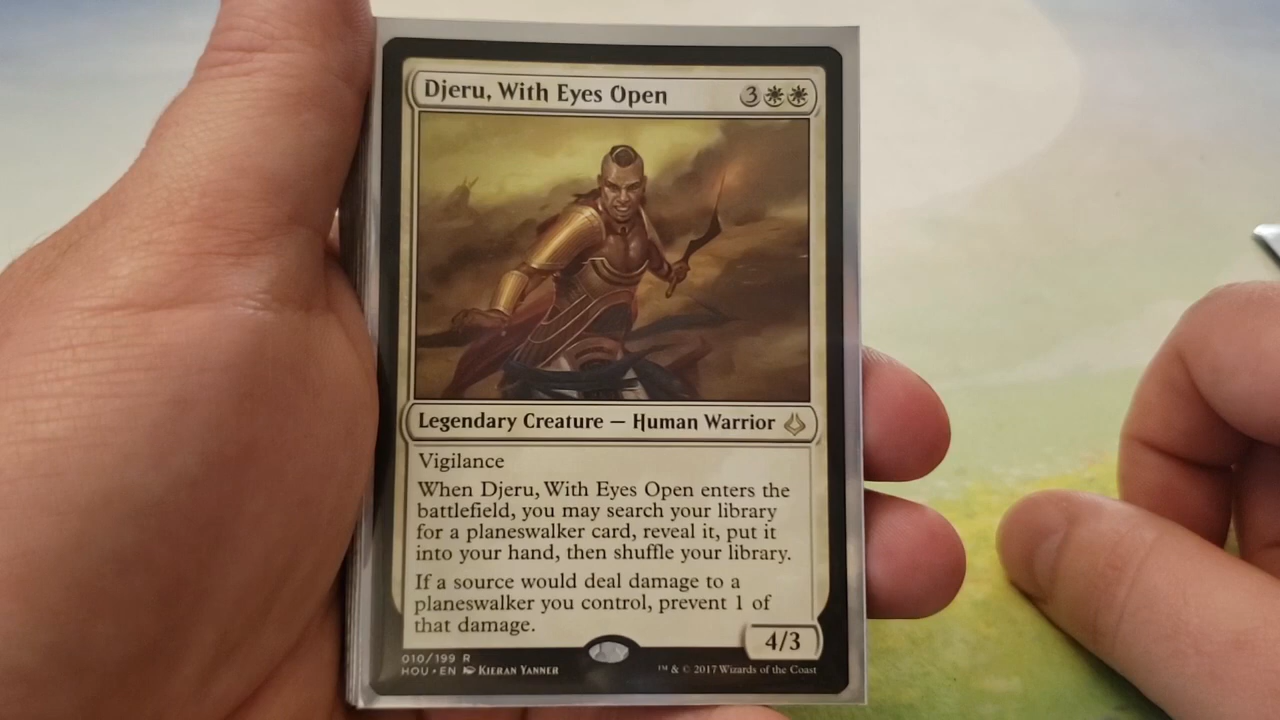 Djeru, With Eyes Open 3
Legendary Creature — Human Warrior
Vigilance
When Djeru, With Eyes Open enters the
battlefield, you may search your library
for a planeswalker card, reveal it, put it
into your hand, then shuffle your library.
If a source would deal damage to a
planeswalker you control, prevent 1 of
that damage.
4/3
010/199 R
HOU • EN KIERAN YANNER
™ & © 2017 Wizards of the Coast